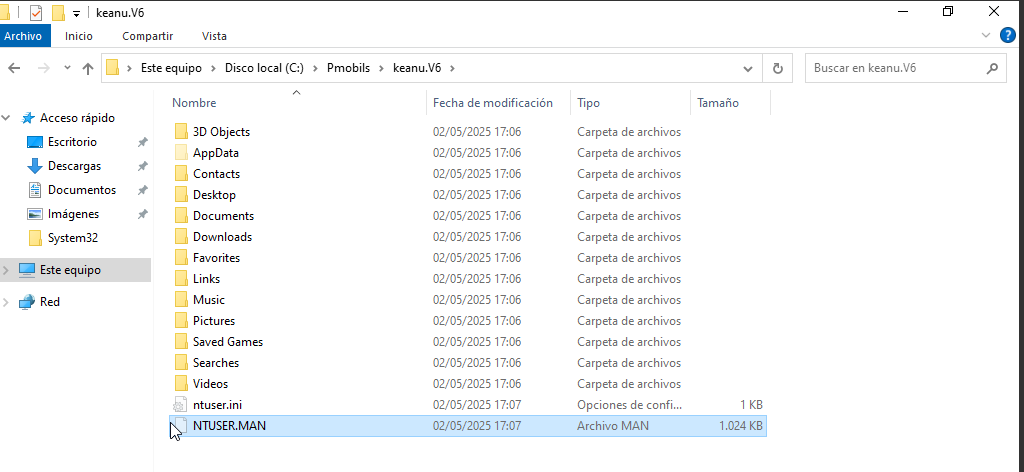 keanu.V6
Archivo Inicio Compartir Vista
Este equipo Disco local (C:) Pmobils keanu.V6 Buscar en keanu.V6
Nombre Fecha de modificación Tipo Tamaño
Acceso rápido
Escritorio
Descargas
Documentos
Imágenes
System32
Este equipo
Red
3D Objects 02/05/2025 17:06 Carpeta de archivos
AppData 02/05/2025 17:06 Carpeta de archivos
Contacts 02/05/2025 17:06 Carpeta de archivos
Desktop 02/05/2025 17:06 Carpeta de archivos
Documents 02/05/2025 17:06 Carpeta de archivos
Downloads 02/05/2025 17:06 Carpeta de archivos
Favorites 02/05/2025 17:06 Carpeta de archivos
Links 02/05/2025 17:06 Carpeta de archivos
Music 02/05/2025 17:06 Carpeta de archivos
Pictures 02/05/2025 17:06 Carpeta de archivos
Saved Games 02/05/2025 17:06 Carpeta de archivos
Searches 02/05/2025 17:06 Carpeta de archivos
Videos 02/05/2025 17:06 Carpeta de archivos
ntuser.ini 02/05/2025 17:07 Opciones de confi... 1 KB
NTUSER.MAN 02/05/2025 17:07 Archivo MAN 1.024 KB